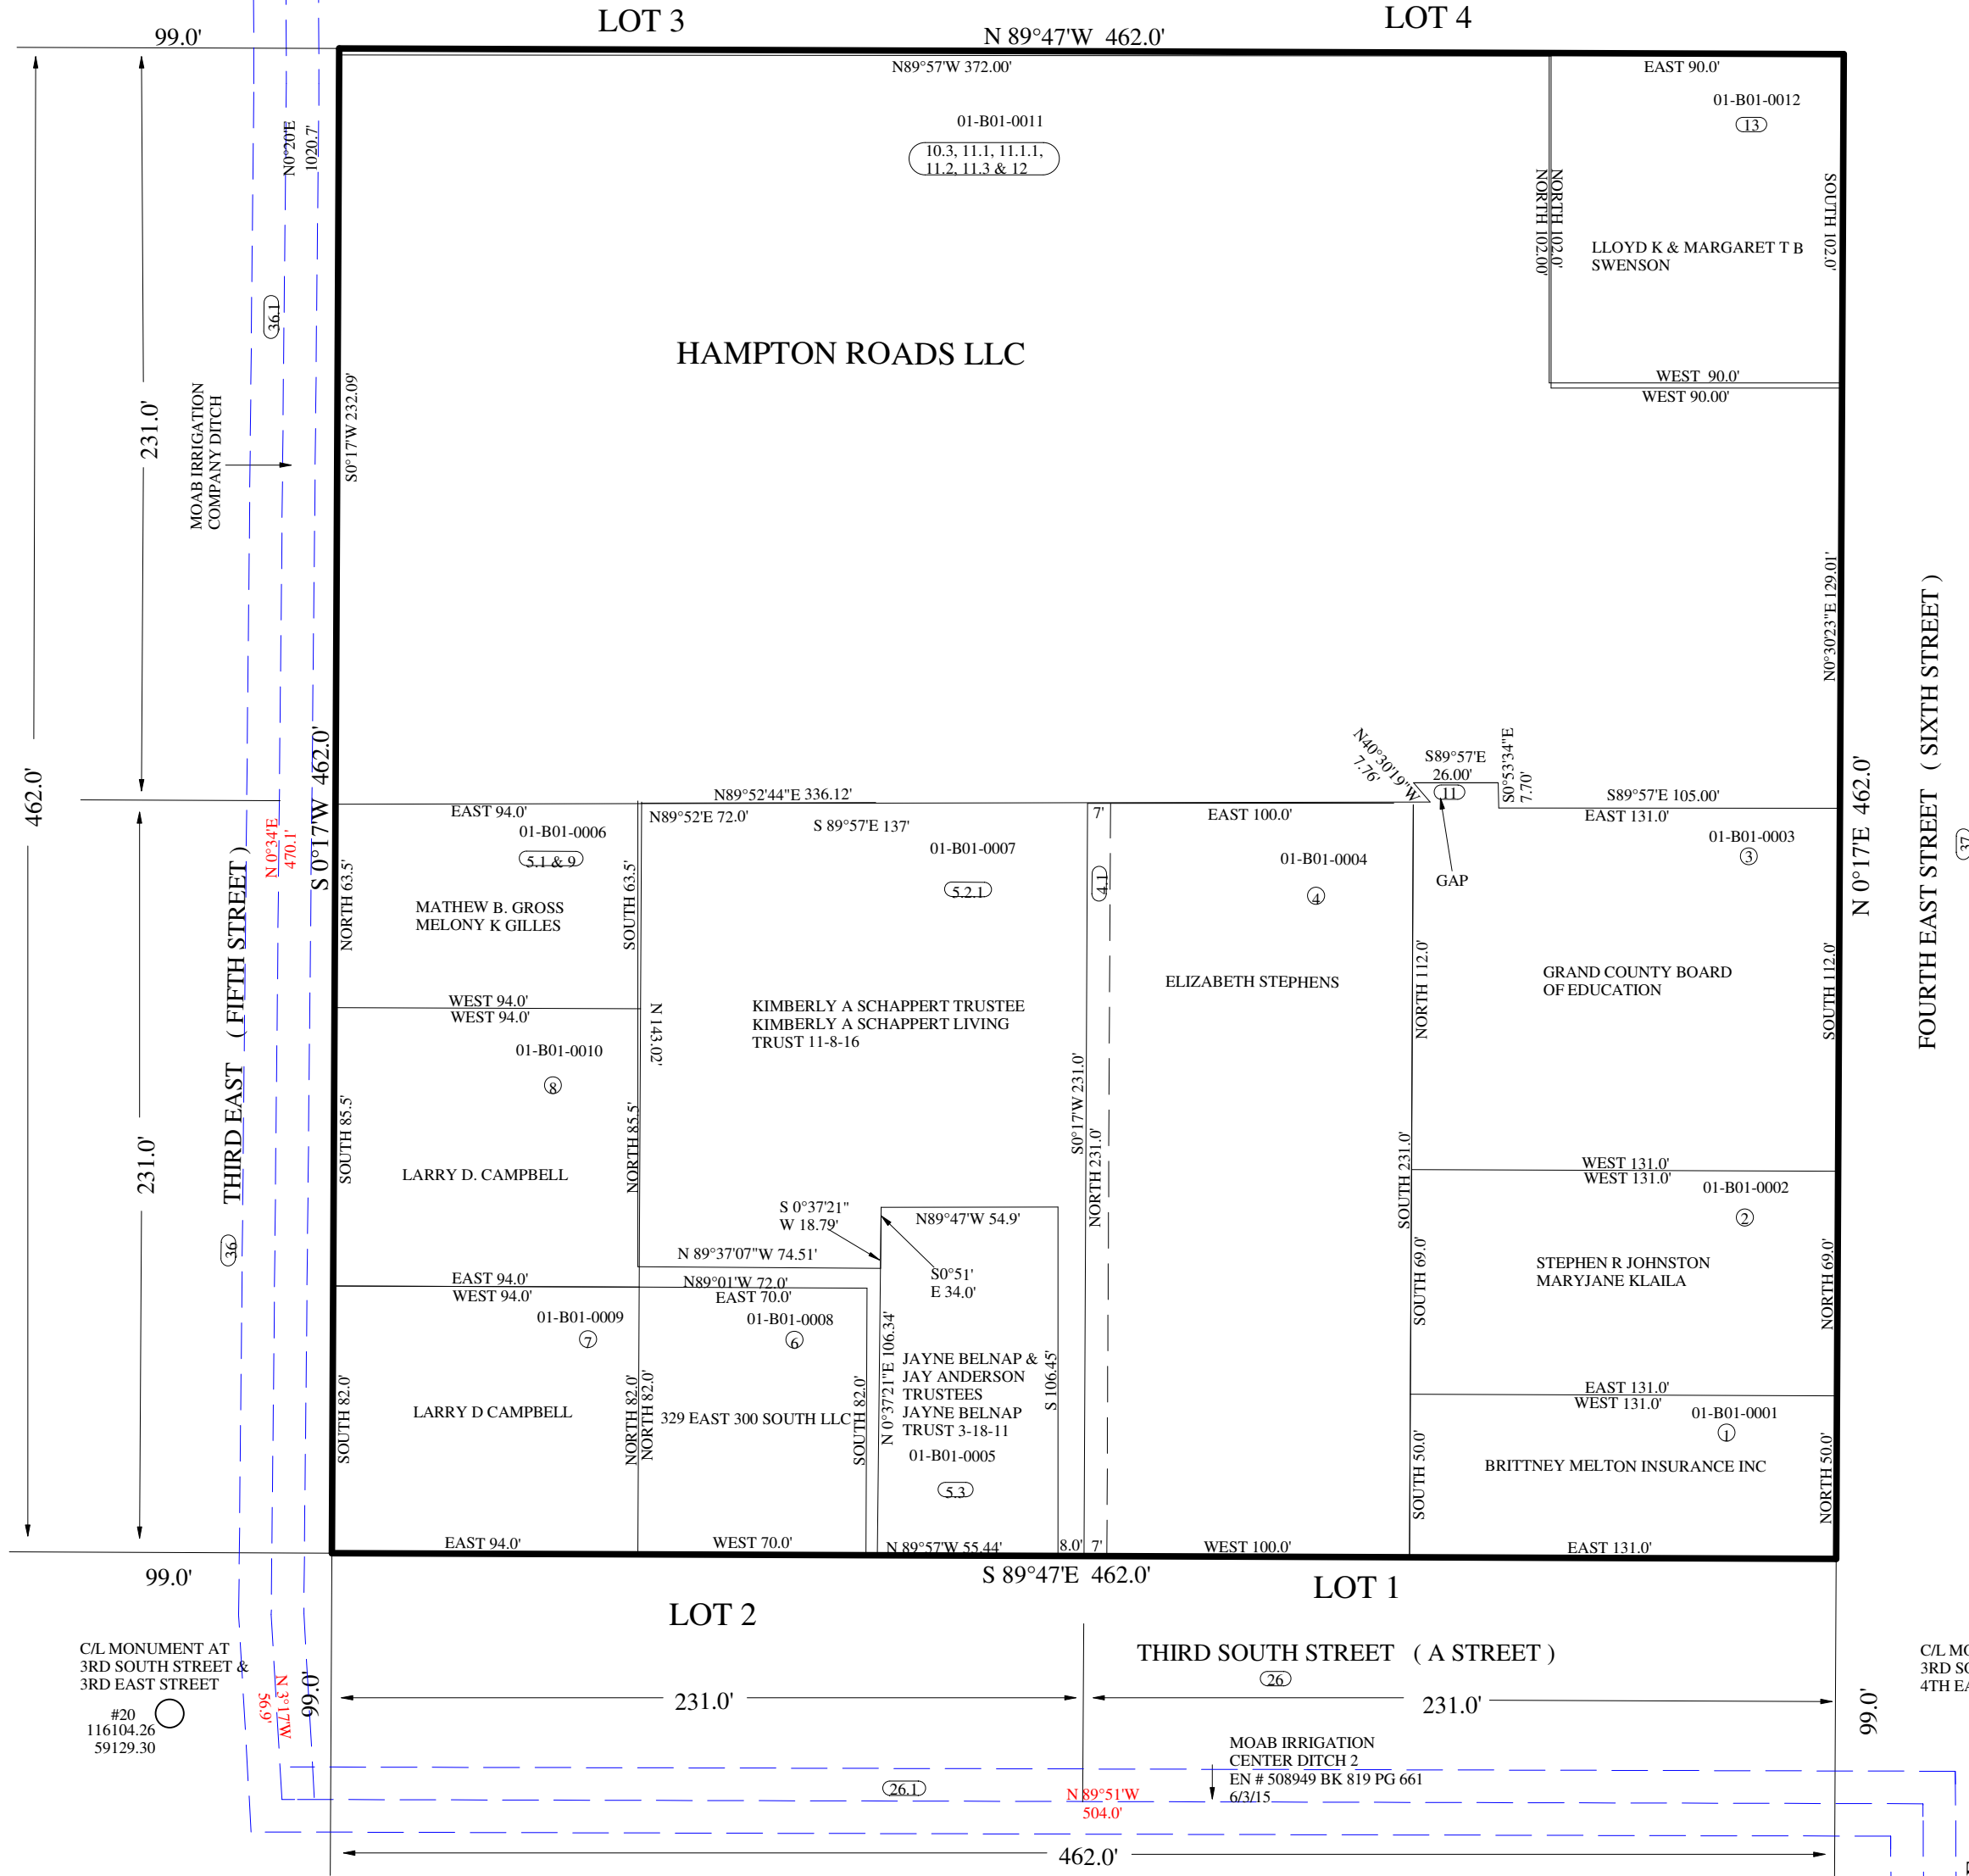 LOT 3
LOT 4
99.0'
N 89°47'W 462.0'
N89°57'W 372.00'
EAST 90.0'
01-B01-0012
13
01-B01-0011
10.3, 11.1, 11.1.1,
11.2, 11.3 & 12
N0°20'E
1020.7'
NORTH 102.0'
NORTH 102.00'
SOUTH 102.0'
LLOYD K & MARGARET T B
SWENSON
36.1
HAMPTON ROADS LLC
WEST 90.0'
WEST 90.00'
231.0'
MOAB IRRIGATION
COMPANY DITCH
S0°17'W 232.09'
N0°30'23"E 129.01'
FOURTH EAST STREET ( SIXTH STREET )
37
462.0'
S 0°17'W 462.0'
N 0°17'E 462.0'
N40°30'19"W
7.76'
S89°57'E
26.00'
S0°53'34"E
7.70'
11
GAP
S89°57'E 105.00'
EAST 131.0'
N89°52'44"E 336.12'
EAST 94.0'
N89°52'E 72.0'
S 89°57'E 137'
7'
EAST 100.0'
01-B01-0006
5.1 & 9
01-B01-0007
5.2.1
4.1
01-B01-0004
4
01-B01-0003
3
N 0°34'E
470.1'
NORTH 63.5'
SOUTH 63.5'
MATHEW B. GROSS
MELONY K GILLES
THIRD EAST ( FIFTH STREET )
36
NORTH 112.0'
SOUTH 112.0'
GRAND COUNTY BOARD
OF EDUCATION
ELIZABETH STEPHENS
KIMBERLY A SCHAPPERT TRUSTEE
KIMBERLY A SCHAPPERT LIVING
TRUST 11-8-16
WEST 94.0'
WEST 94.0'
N 143.02'
01-B01-0010
8
SOUTH 85.5'
NORTH 85.5'
LARRY D. CAMPBELL
231.0'
S0°17'W 231.0'
NORTH 231.0'
SOUTH 231.0'
WEST 131.0'
WEST 131.0'
01-B01-0002
2
S 0°37'21"
W 18.79'
N89°47'W 54.9'
N 89°37'07"W 74.51'
S0°51'
E 34.0'
SOUTH 69.0'
NORTH 69.0'
STEPHEN R JOHNSTON
MARYJANE KLAILA
EAST 94.0'
WEST 94.0'
N89°01'W 72.0'
EAST 70.0'
01-B01-0009
7
01-B01-0008
6
N 0°37'21"E 106.34'
JAYNE BELNAP &
JAY ANDERSON
TRUSTEES
JAYNE BELNAP
TRUST 3-18-11
01-B01-0005
5.3
S 106.45'
SOUTH 82.0'
LARRY D CAMPBELL
NORTH 82.0'
NORTH 82.0'
329 EAST 300 SOUTH LLC
SOUTH 82.0'
EAST 131.0'
WEST 131.0'
01-B01-0001
1
SOUTH 50.0'
NORTH 50.0'
BRITTNEY MELTON INSURANCE INC
EAST 94.0'
WEST 70.0'
N 89°57'W 55.44'
8.0'
7'
WEST 100.0'
EAST 131.0'
99.0'
S 89°47'E 462.0'
LOT 1
LOT 2
C/L MONUMENT AT
3RD SOUTH STREET &
3RD EAST STREET
#20
116104.26
59129.30
N 3°17'W
56.9'
99.0'
THIRD SOUTH STREET ( A STREET )
26
231.0'
231.0'
99.0'
C/L MO
3RD SO
4TH EA
MOAB IRRIGATION
CENTER DITCH 2
EN # 508949 BK 819 PG 661
6/3/15
26.1
N 89°51'W
504.0'
462.0'